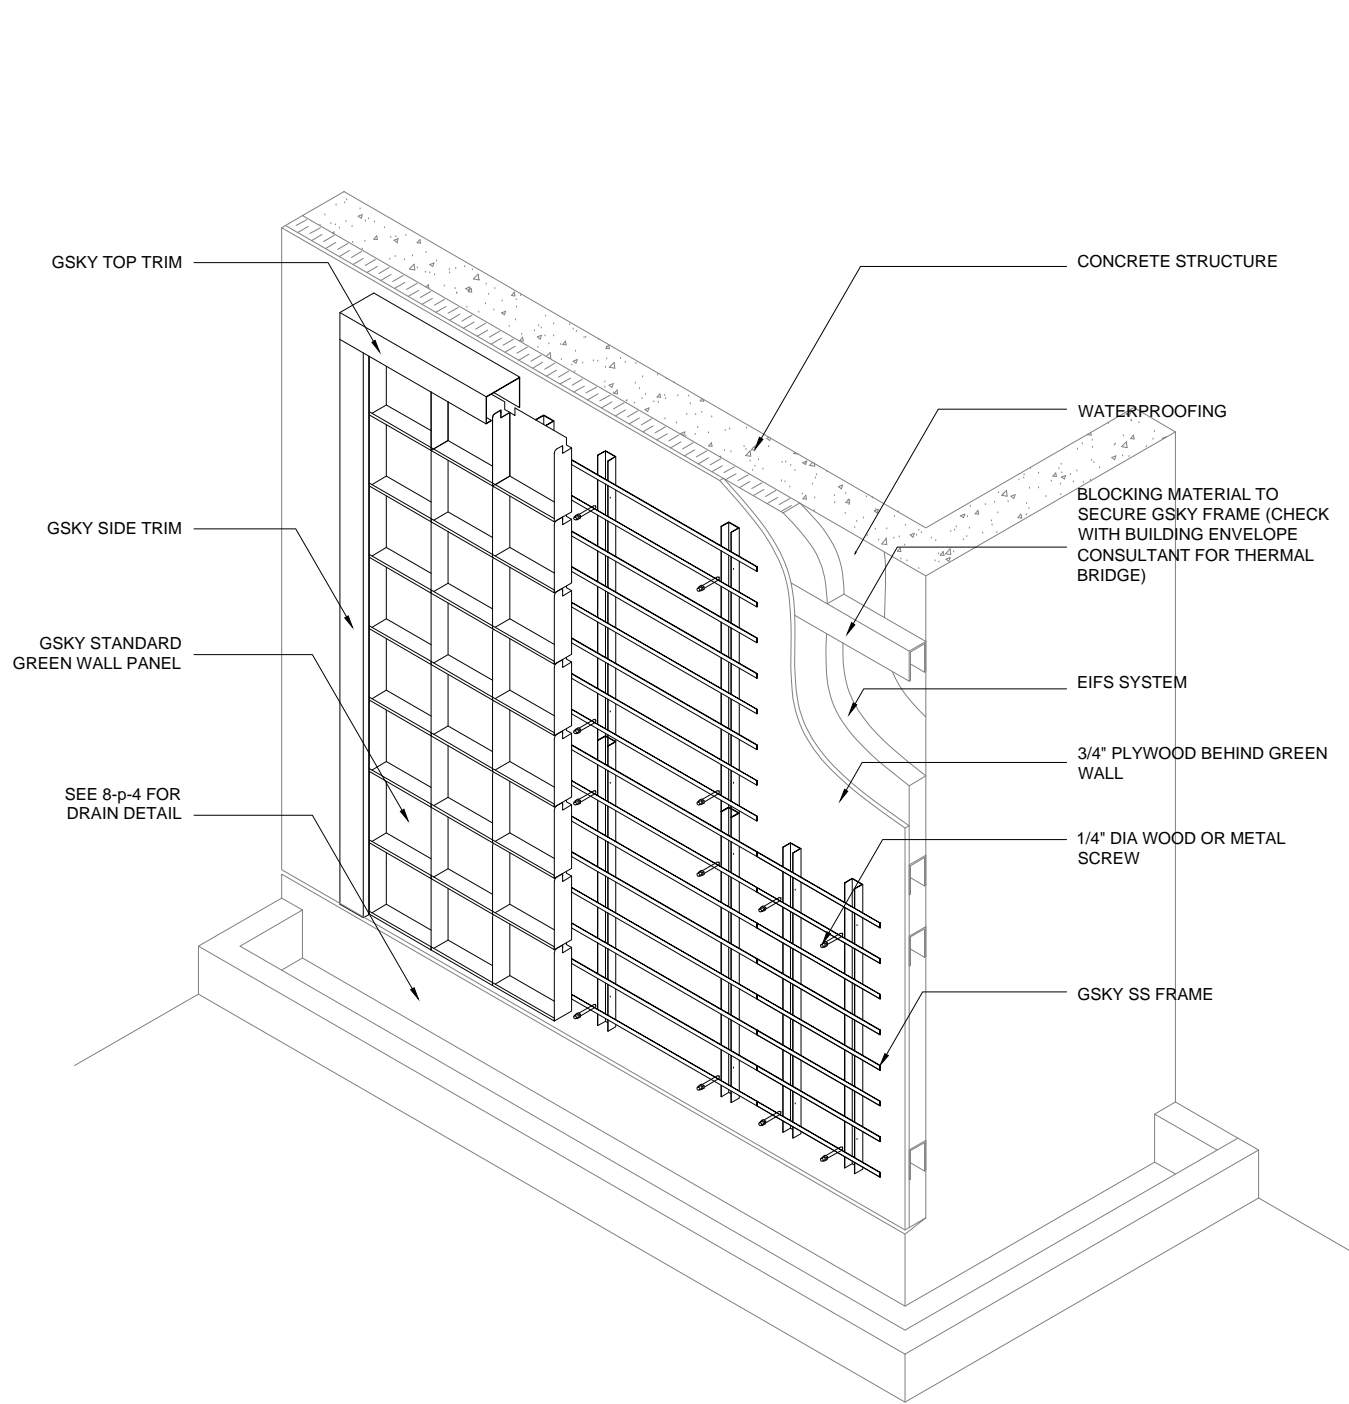 GSKY TOP TRIM
GSKY SIDE TRIM
GSKY STANDARD
GREEN WALL PANEL
SEE 8-p-4 FOR
DRAIN DETAIL
CONCRETE STRUCTURE
WATERPROOFING
BLOCKING MATERIAL TO
SECURE GSKY FRAME (CHECK
WITH BUILDING ENVELOPE
CONSULTANT FOR THERMAL
BRIDGE)
EIFS SYSTEM
3/4" PLYWOOD BEHIND GREEN
WALL
1/4" DIA WOOD OR METAL
SCREW
GSKY SS FRAME